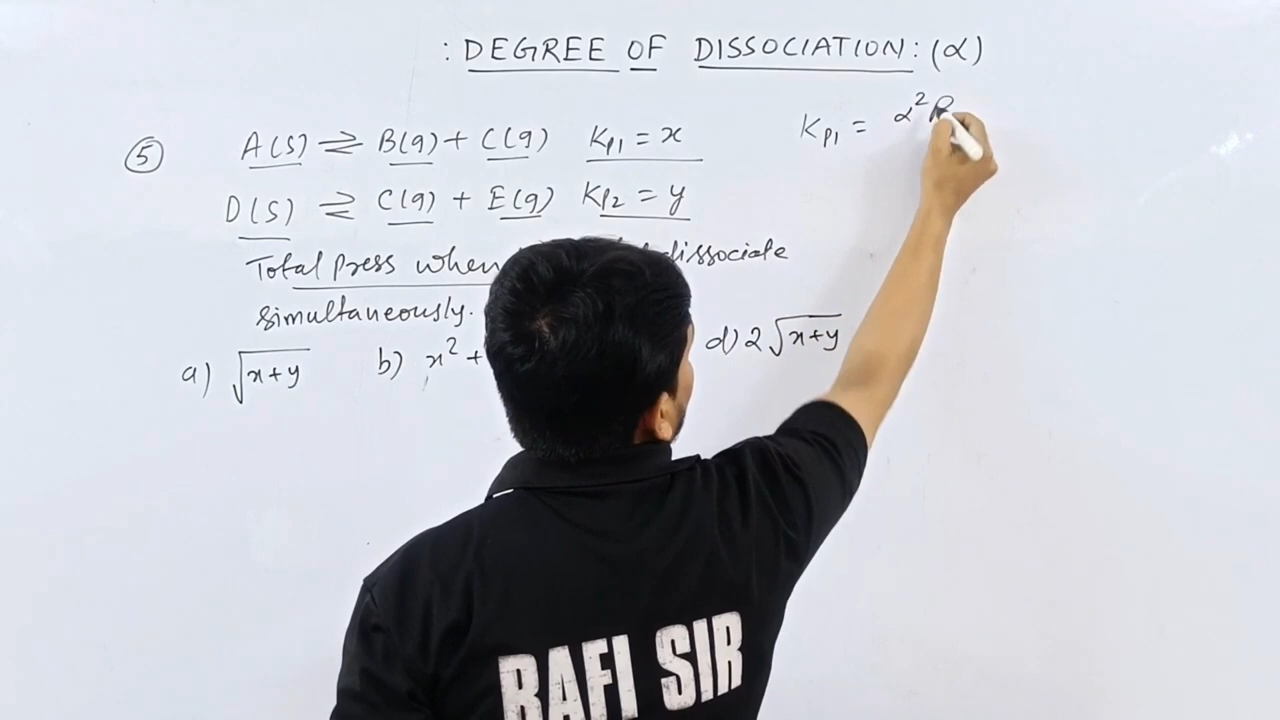 : DEGREE OF DISSOCIATION: (α)
⑤ A(s) ⇌ B(g) + C(g) Kp1 = x
D(s) ⇌ C(g) + E(g) Kp2 = y
Total press when dissociate
simultaneously.
a) √(x+y) b) x² + d) 2√(x+y)
Kp1 = α² P
RAFI SIR